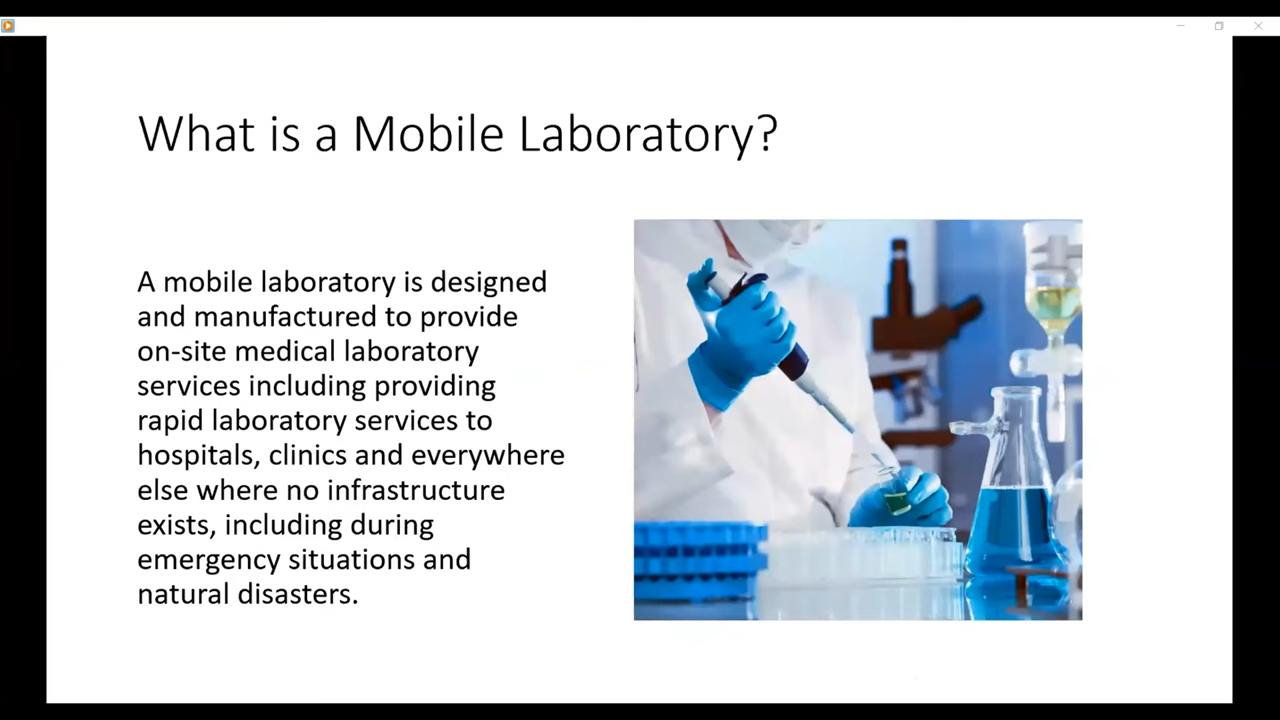 What is a Mobile Laboratory?
A mobile laboratory is designed
and manufactured to provide
on-site medical laboratory
services including providing
rapid laboratory services to
hospitals, clinics and everywhere
else where no infrastructure
exists, including during
emergency situations and
natural disasters.